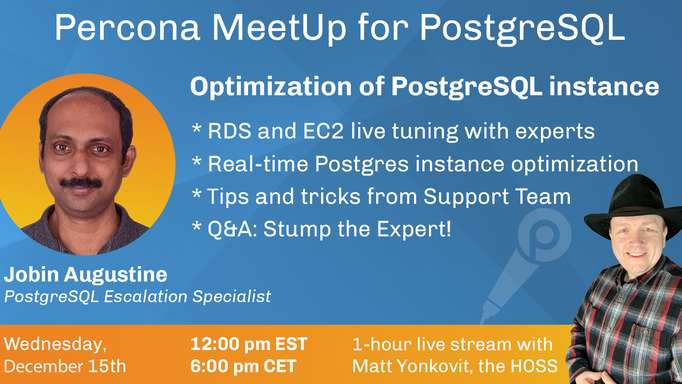 Percona MeetUp for PostgreSQL
Optimization of PostgreSQL instance
* RDS and EC2 live tuning with experts
* Real-time Postgres instance optimization
* Tips and tricks from Support Team
* Q&A: Stump the Expert!
Jobin Augustine
PostgreSQL Escalation Specialist
Wednesday,
December 15th
12:00 pm EST
6:00 pm CET
1-hour live stream with
Matt Yonkovit, the HOSS